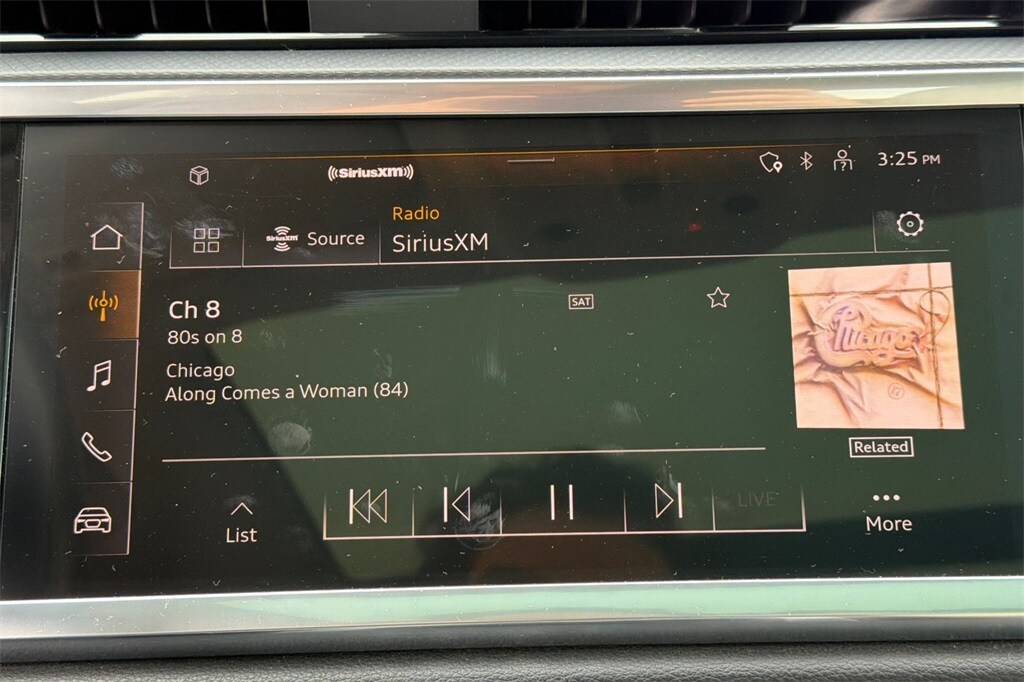 SiriusXM
3:25 PM
SiriusXM
Source
Radio
SiriusXM
Ch 8
SAT
80s on 8
Chicago
Along Comes a Woman (84)
Chicago
Related
List
LIVE
More